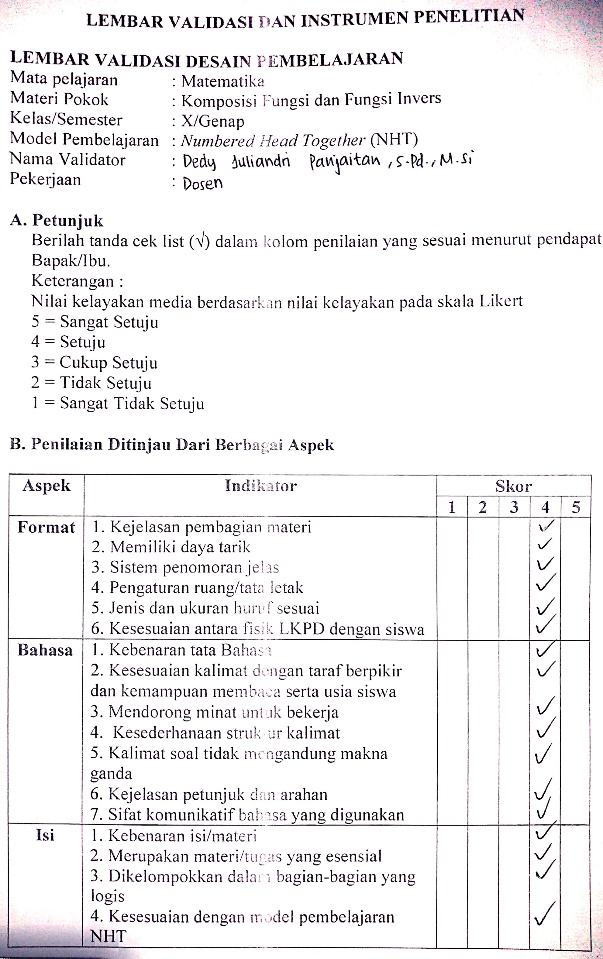 LEMBAR VALIDASI DAN INSTRUMEN PENELITIAN
LEMBAR VALIDASI DESAIN PEMBELAJARAN
Mata pelajaran : Matematika
Materi Pokok : Komposisi Fungsi dan Fungsi Invers
Kelas/Semester : X/Genap
Model Pembelajaran : Numbered Head Together (NHT)
Nama Validator : Dedy Juliandri Panjaitan, S.Pd., M.Si
Pekerjaan : Dosen
A. Petunjuk
Berilah tanda cek list (√) dalam kolom penilaian yang sesuai menurut pendapat
Bapak/Ibu.
Keterangan :
Nilai kelayakan media berdasarkan nilai kelayakan pada skala Likert
5 = Sangat Setuju
4 = Setuju
3 = Cukup Setuju
2 = Tidak Setuju
1 = Sangat Tidak Setuju
B. Penilaian Ditinjau Dari Berbagai Aspek
Aspek Indikator Skor
1 2 3 4 5
Format 1. Kejelasan pembagian materi ✓
2. Memiliki daya tarik ✓
3. Sistem penomoran jelas ✓
4. Pengaturan ruang/tata letak ✓
5. Jenis dan ukuran huruf sesuai ✓
6. Kesesuaian antara fisik LKPD dengan siswa ✓
Bahasa 1. Kebenaran tata Bahasa ✓
2. Kesesuaian kalimat dengan taraf berpikir ✓
dan kemampuan membaca serta usia siswa
3. Mendorong minat untuk bekerja ✓
4. Kesederhanaan struktur kalimat ✓
5. Kalimat soal tidak mengandung makna ✓
ganda
6. Kejelasan petunjuk dan arahan ✓
7. Sifat komunikatif bahasa yang digunakan ✓
Isi 1. Kebenaran isi/materi ✓
2. Merupakan materi/tugas yang esensial ✓
3. Dikelompokkan dalam bagian-bagian yang ✓
logis
4. Kesesuaian dengan model pembelajaran ✓
NHT